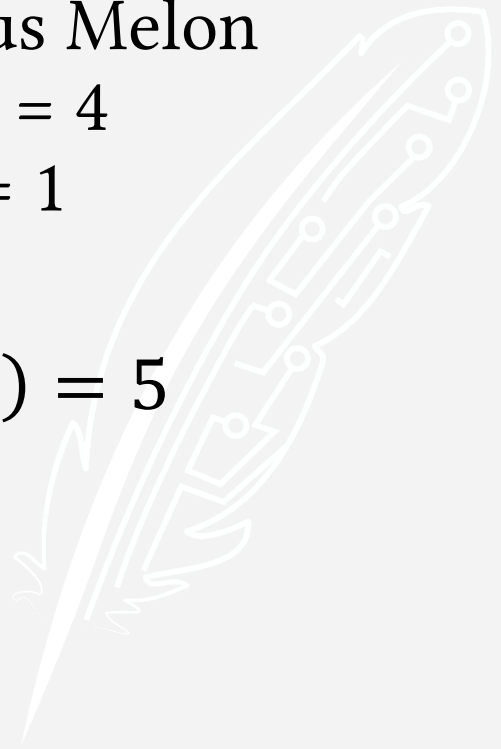 us Melon
= 4
= 1
) = 5